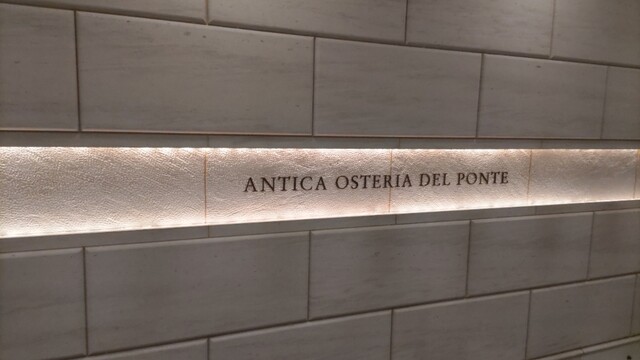 ANTICA OSTERIA DEL PONTE